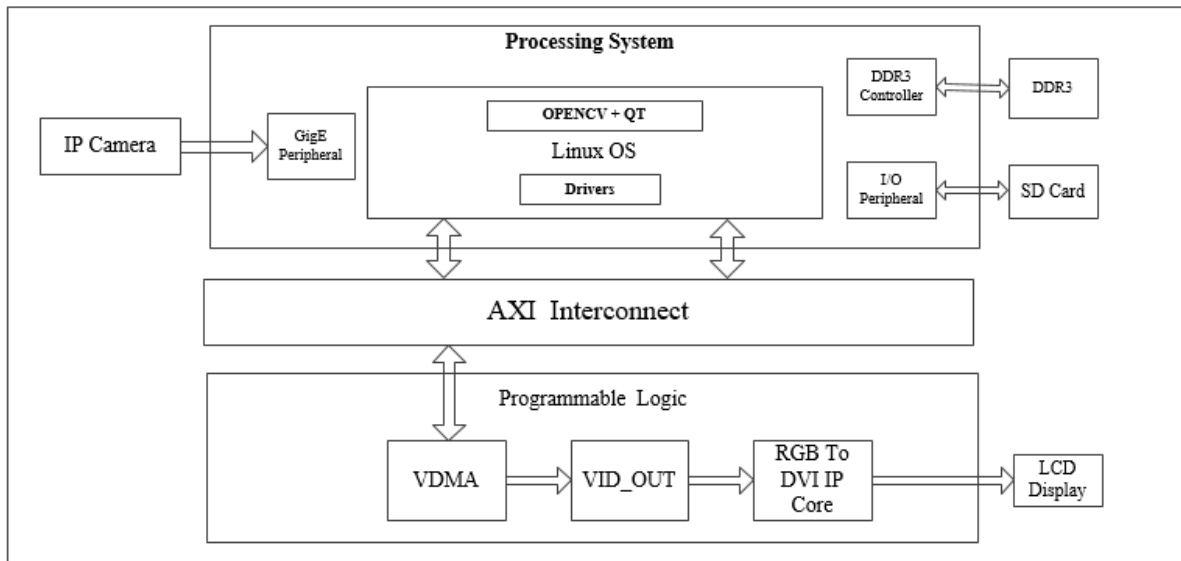 Processing System
IP Camera
GigE
Peripheral
OPENCV + QT
Linux OS
Drivers
DDR3
Controller
DDR3
I/O
Peripheral
SD Card
AXI Interconnect
Programmable Logic
VDMA
VID_OUT
RGB To
DVI IP
Core
LCD
Display